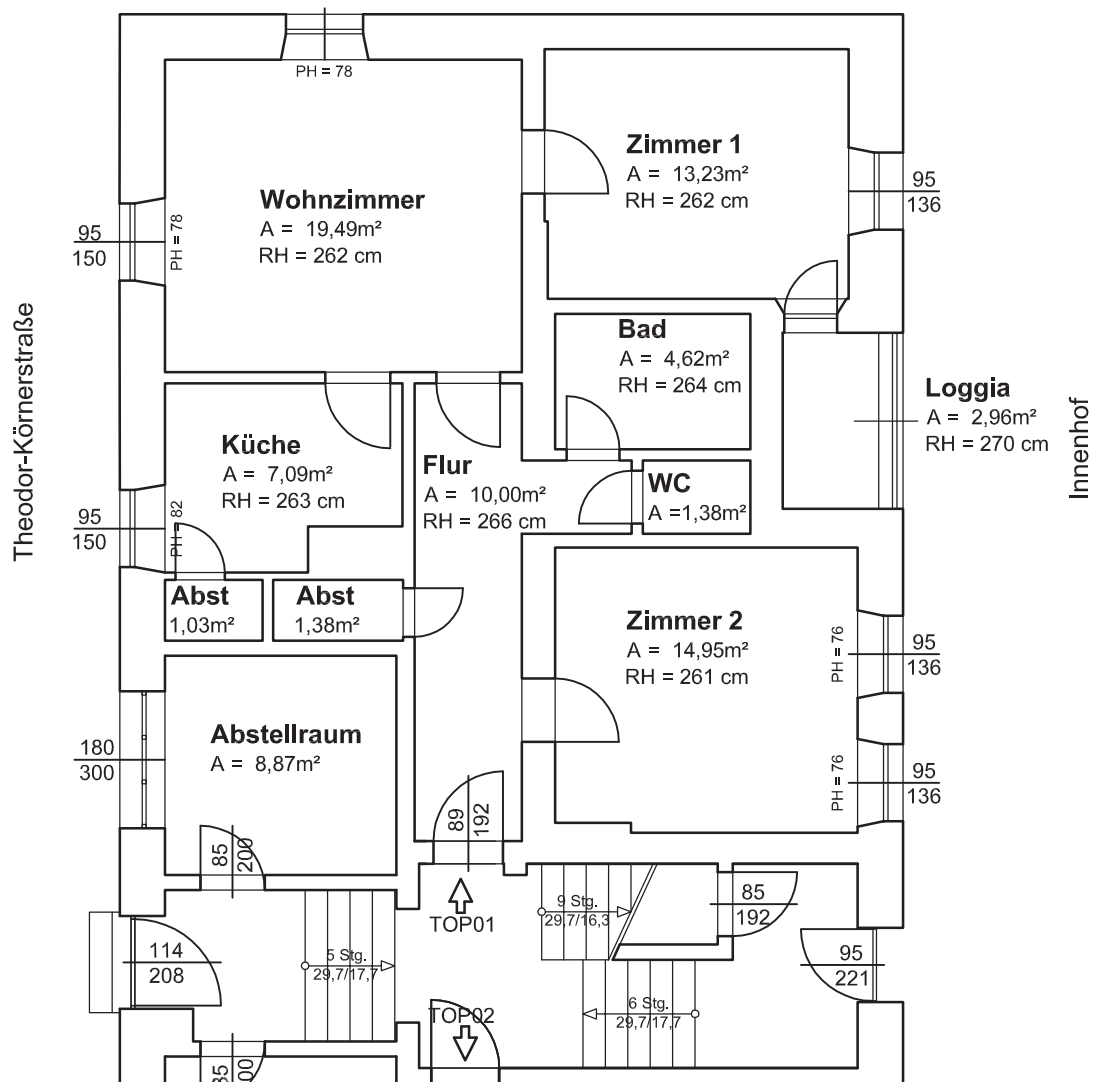 PH = 78
Zimmer 1
A = 13,23m²
RH = 262 cm
95
136
Wohnzimmer
A = 19,49m²
RH = 262 cm
PH = 78
95
150
Theodor-Körnerstraße
Bad
A = 4,62m²
RH = 264 cm
Loggia
A = 2,96m²
RH = 270 cm
Innenhof
Küche
A = 7,09m²
RH = 263 cm
PH = 82
95
150
Flur
A = 10,00m²
RH = 266 cm
WC
A =1,38m²
Abst
1,03m²
Abst
1,38m²
Zimmer 2
A = 14,95m²
RH = 261 cm
PH = 76
95
136
PH = 76
95
136
Abstellraum
A = 8,87m²
180
300
85
200
89
192
TOP01
9 Stg.
29,7/16,3
85
192
114
208
5 Stg.
29,7/17,7
95
221
TOP02
6 Stg.
29,7/17,7